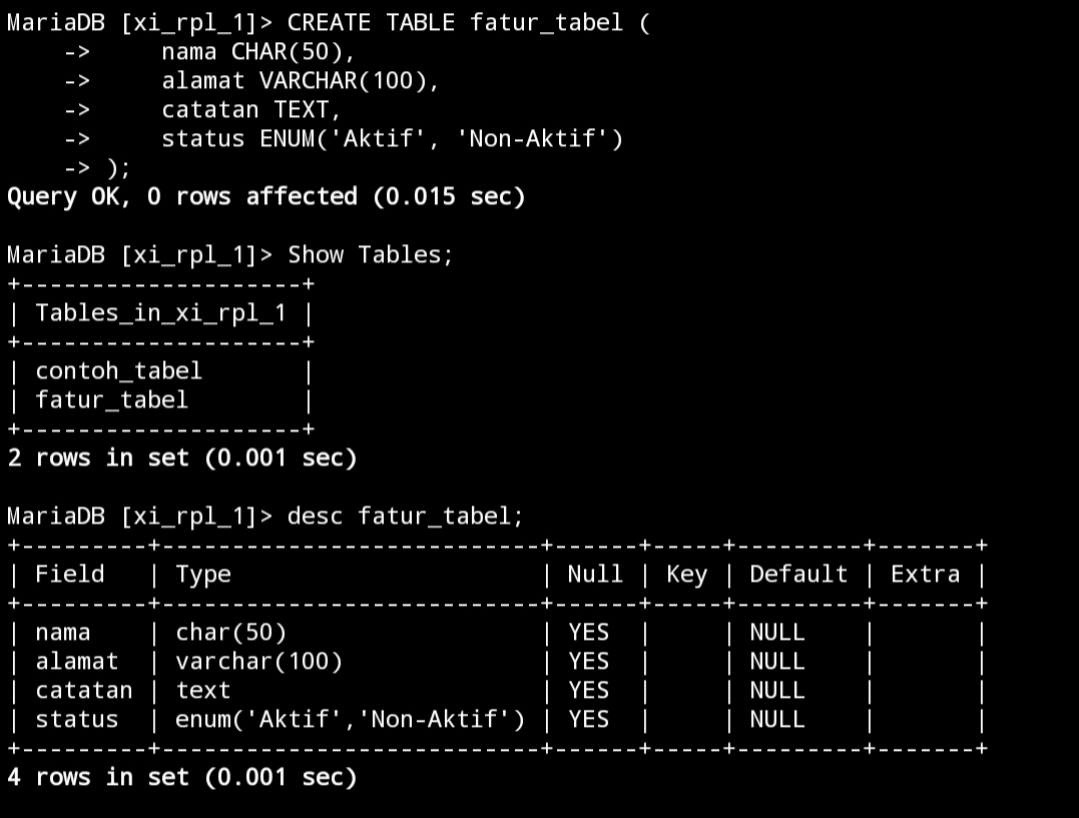 MariaDB [xi_rpl_1]> CREATE TABLE fatur_tabel (
    ->     nama CHAR(50),
    ->     alamat VARCHAR(100),
    ->     catatan TEXT,
    ->     status ENUM('Aktif', 'Non-Aktif')
    -> );
Query OK, 0 rows affected (0.015 sec)

MariaDB [xi_rpl_1]> Show Tables;
+--------------------+
| Tables_in_xi_rpl_1 |
+--------------------+
| contoh_tabel       |
| fatur_tabel        |
+--------------------+
2 rows in set (0.001 sec)

MariaDB [xi_rpl_1]> desc fatur_tabel;
+---------+---------------------------+------+-----+---------+-------+
| Field   | Type                      | Null | Key | Default | Extra |
+---------+---------------------------+------+-----+---------+-------+
| nama    | char(50)                  | YES  |     | NULL    |       |
| alamat  | varchar(100)              | YES  |     | NULL    |       |
| catatan | text                      | YES  |     | NULL    |       |
| status  | enum('Aktif','Non-Aktif') | YES  |     | NULL    |       |
+---------+---------------------------+------+-----+---------+-------+
4 rows in set (0.001 sec)